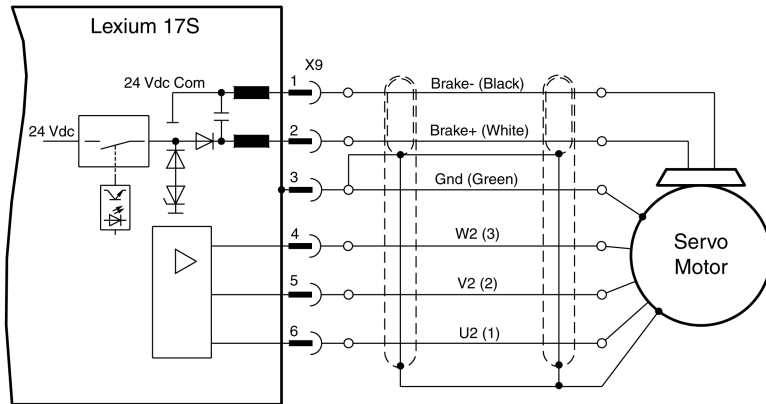 Lexium 17S
X9
24 Vdc Com
1
Brake- (Black)
24 Vdc
2
Brake+ (White)
3
Gnd (Green)
4
W2 (3)
5
V2 (2)
6
U2 (1)
Servo
Motor